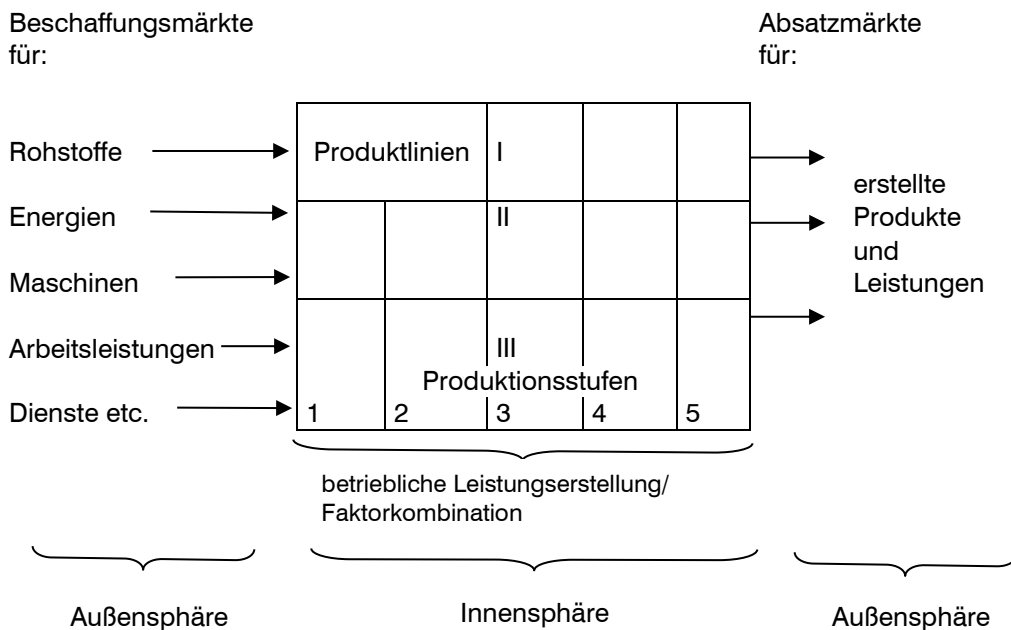 Beschaffungsmärkte
für:
Absatzmärkte
für:
Rohstoffe
Energien
Maschinen
Arbeitsleistungen
Dienste etc.
Produktlinien
I
II
III
Produktionsstufen
1 2 3 4 5
erstellte
Produkte
und
Leistungen
betriebliche Leistungserstellung/
Faktorkombination
Außensphäre
Innensphäre
Außensphäre